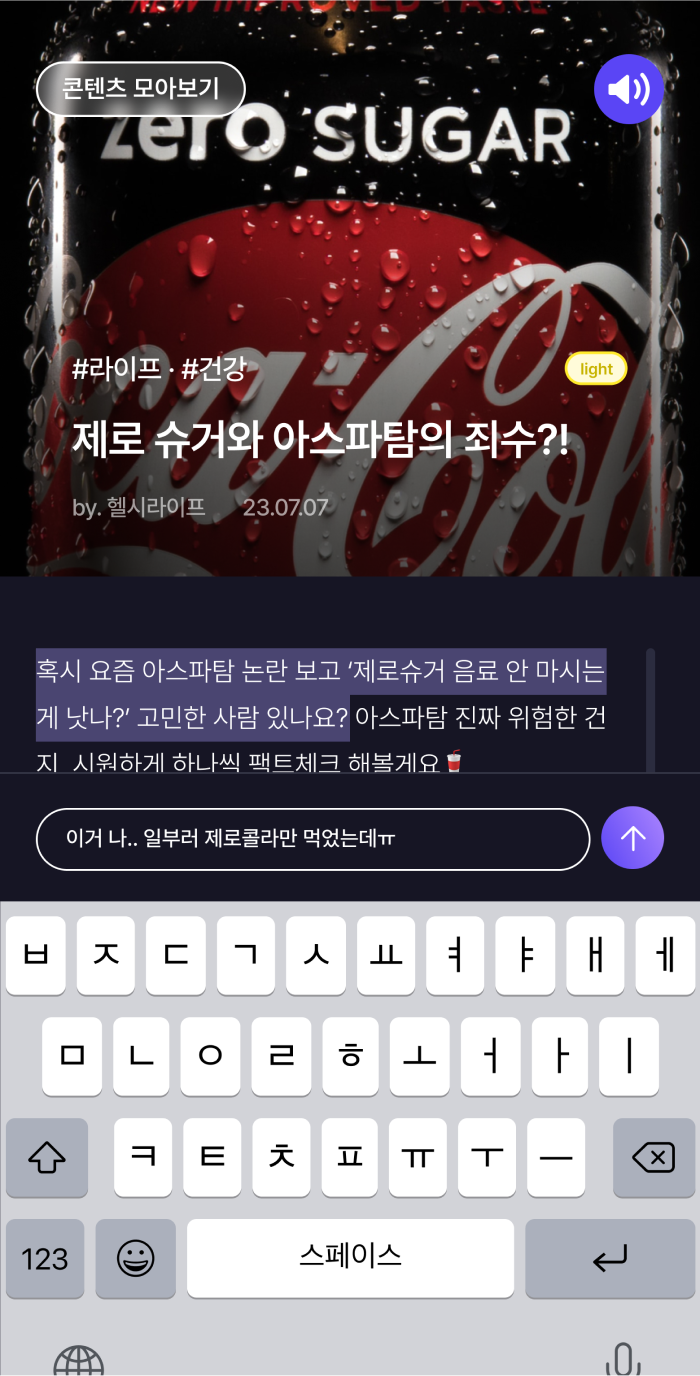 NEW IMPROVED TASTE
콘텐츠 모아보기
zero SUGAR
Coca-Cola
#라이프 · #건강
light
제로 슈거와 아스파탐의 죄수?!
by. 헬시라이프 23.07.07
혹시 요즘 아스파탐 논란 보고 ‘제로슈거 음료 안 마시는
게 낫나?’ 고민한 사람 있나요? 아스파탐 진짜 위험한 건
지, 시원하게 하나씩 팩트체크 해볼게요🥤
이거 나.. 일부러 제로콜라만 먹었는데ㅠ
ㅂ ㅈ ㄷ ㄱ ㅅ ㅛ ㅕ ㅑ ㅐ ㅔ
ㅁ ㄴ ㅇ ㄹ ㅎ ㅗ ㅓ ㅏ ㅣ
ㅋ ㅌ ㅊ ㅍ ㅠ ㅜ ㅡ
123 스페이스